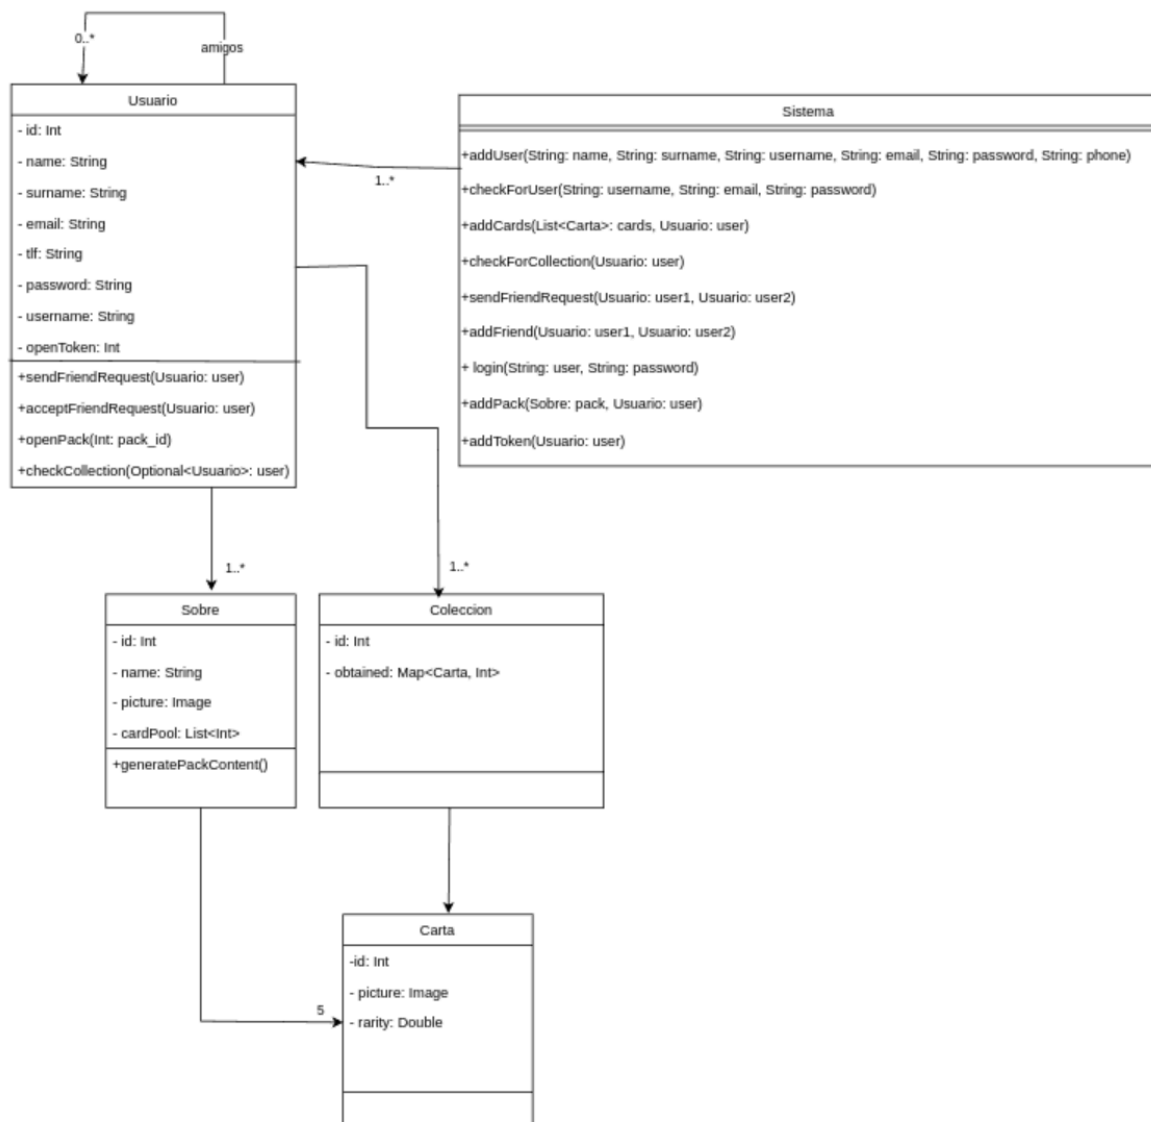 0..*
amigos
Usuario
- id: Int
- name: String
- surname: String
- email: String
- tlf: String
- password: String
- username: String
- openToken: Int
+sendFriendRequest(Usuario: user)
+acceptFriendRequest(Usuario: user)
+openPack(Int: pack_id)
+checkCollection(Optional<Usuario>: user)
1..*
Sistema
+addUser(String: name, String: surname, String: username, String: email, String: password, String: phone)
+checkForUser(String: username, String: email, String: password)
+addCards(List<Carta>: cards, Usuario: user)
+checkForCollection(Usuario: user)
+sendFriendRequest(Usuario: user1, Usuario: user2)
+addFriend(Usuario: user1, Usuario: user2)
+ login(String: user, String: password)
+addPack(Sobre: pack, Usuario: user)
+addToken(Usuario: user)
1..*
1..*
Sobre
- id: Int
- name: String
- picture: Image
- cardPool: List<Int>
+generatePackContent()
Coleccion
- id: Int
- obtained: Map<Carta, Int>
5
Carta
-id: Int
- picture: Image
- rarity: Double